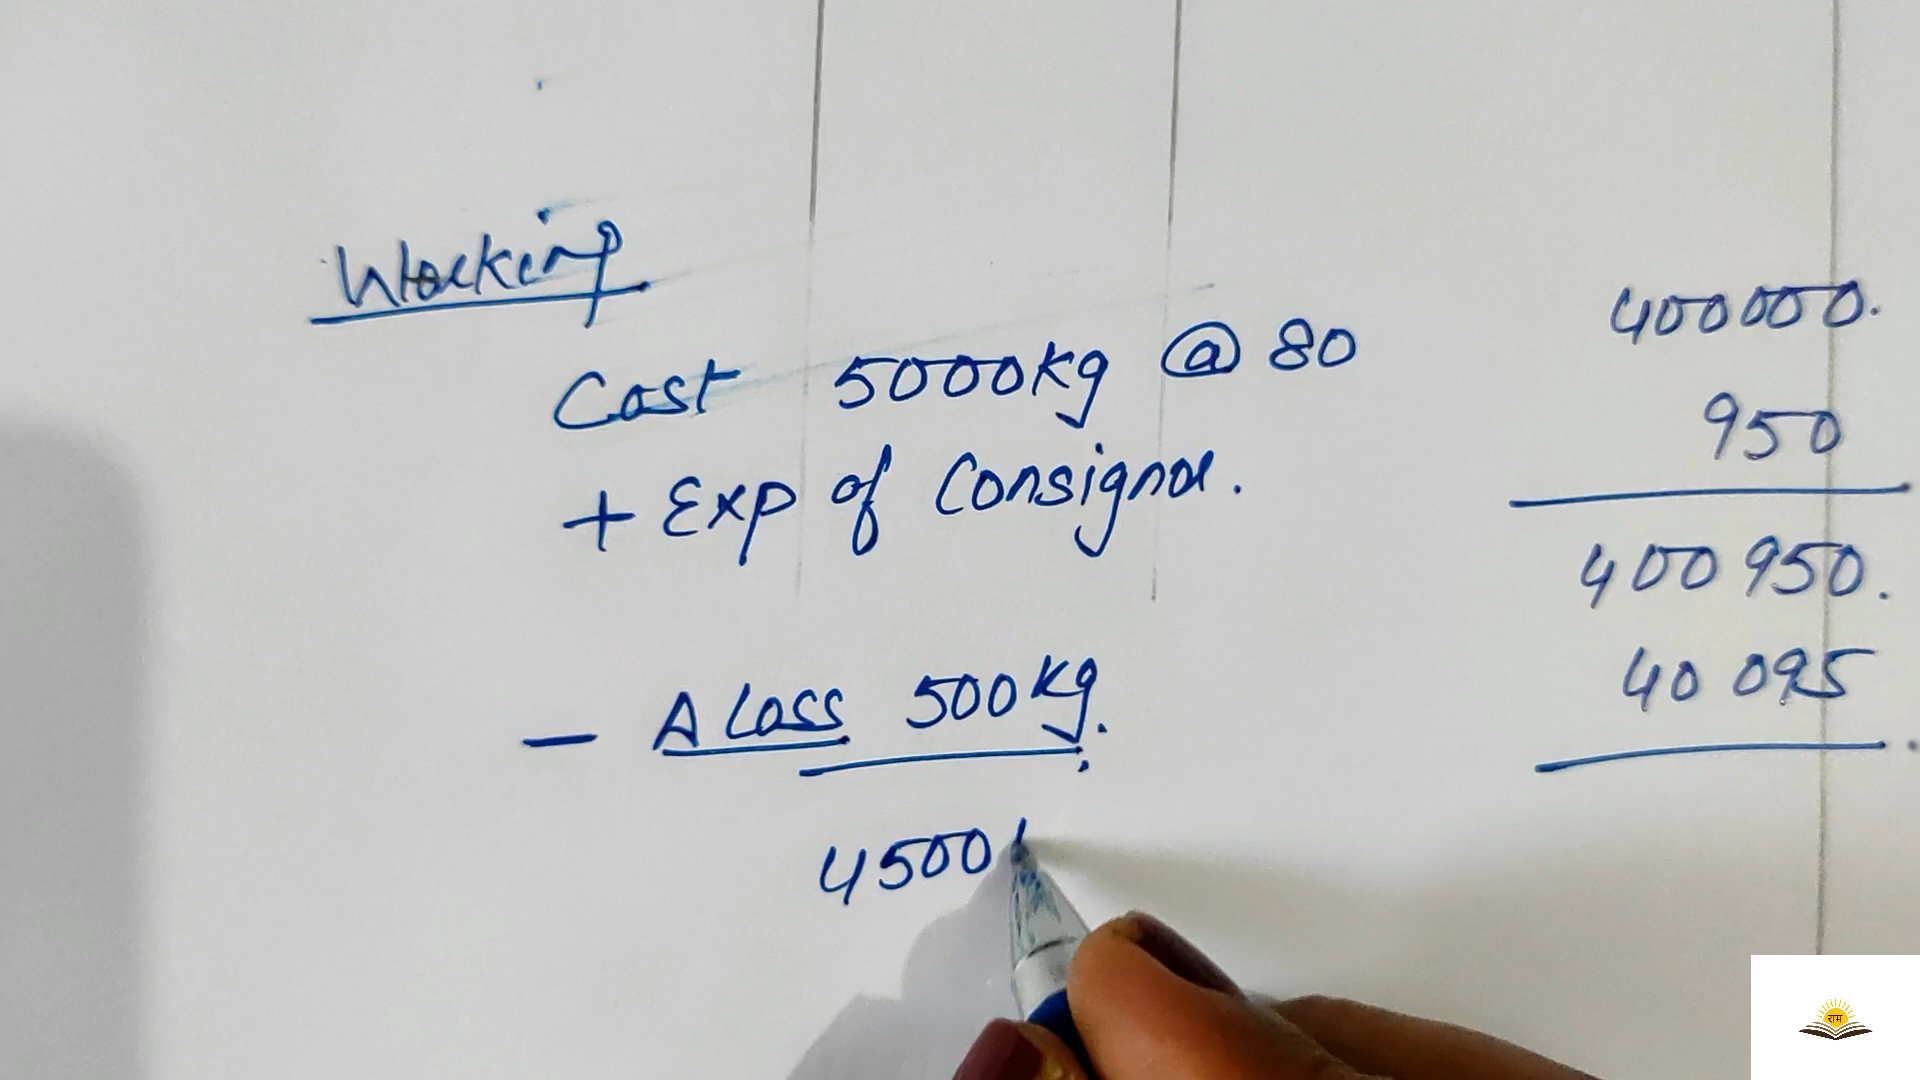 Working
Cost 5000kg @ 80 400000.
+ Exp of Consignor. 950
400950.
- A Loss 500kg. 40095
4500
राम